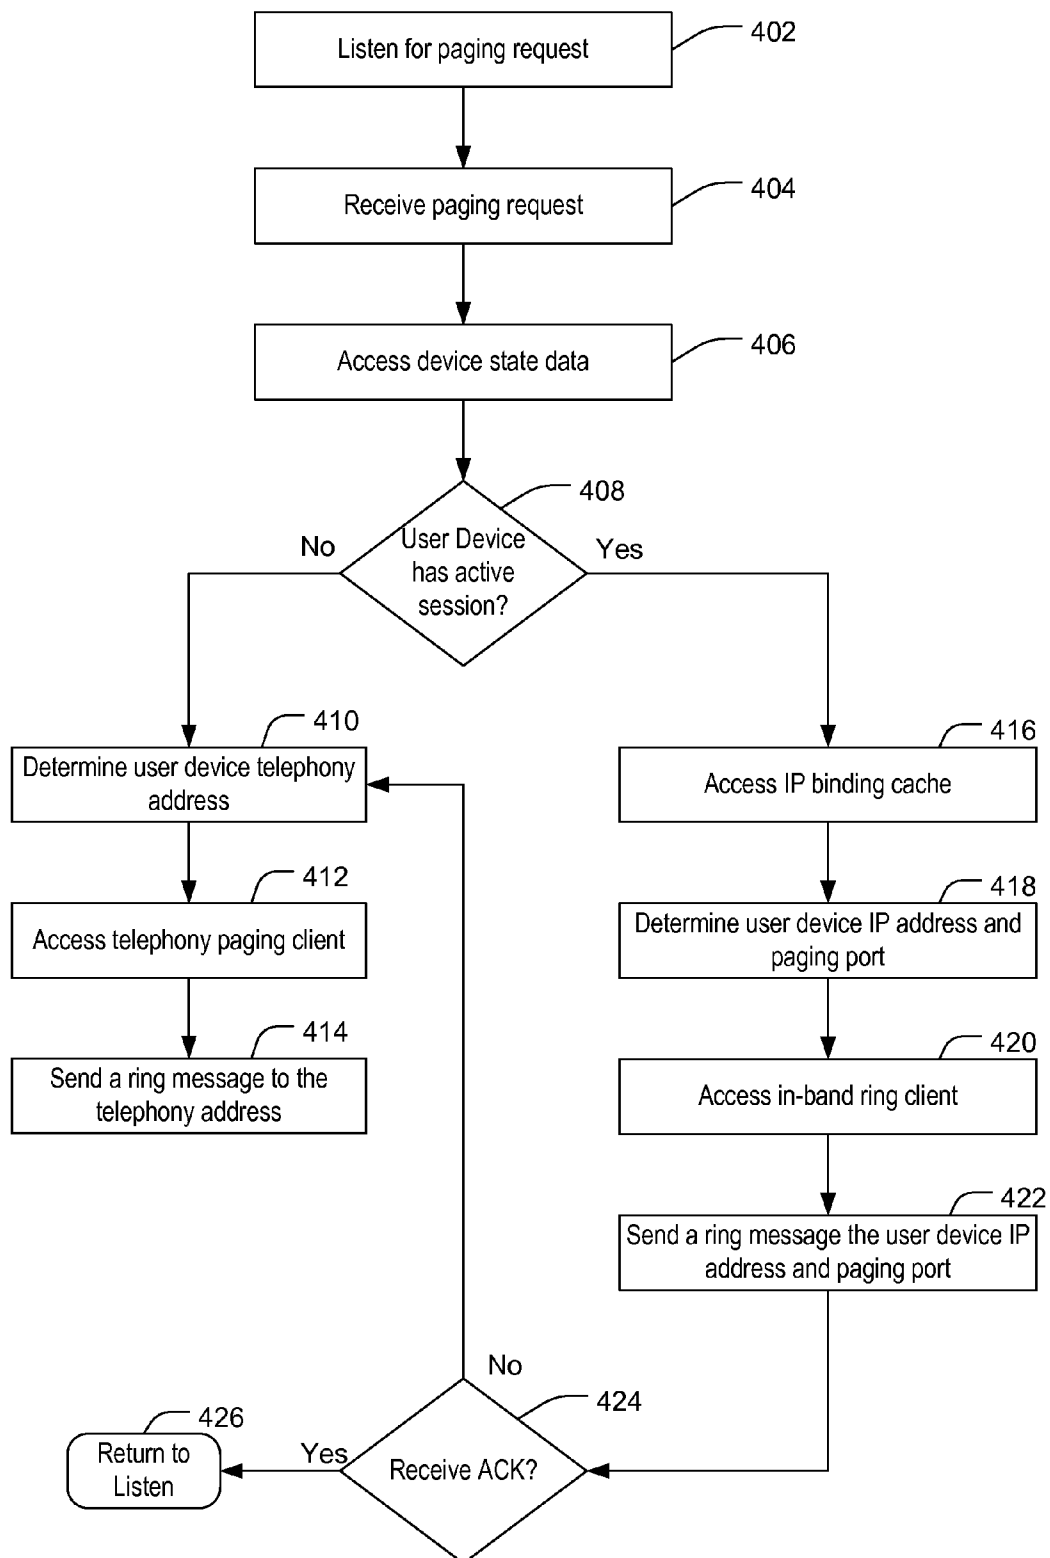 Listen for paging request
402
Receive paging request
404
Access device state data
406
408
User Device
has active
session?
No
Yes
410
Determine user device telephony
address
412
Access telephony paging client
414
Send a ring message to the
telephony address
416
Access IP binding cache
418
Determine user device IP address and
paging port
420
Access in-band ring client
422
Send a ring message the user device IP
address and paging port
No
424
Receive ACK?
Yes
426
Return to
Listen